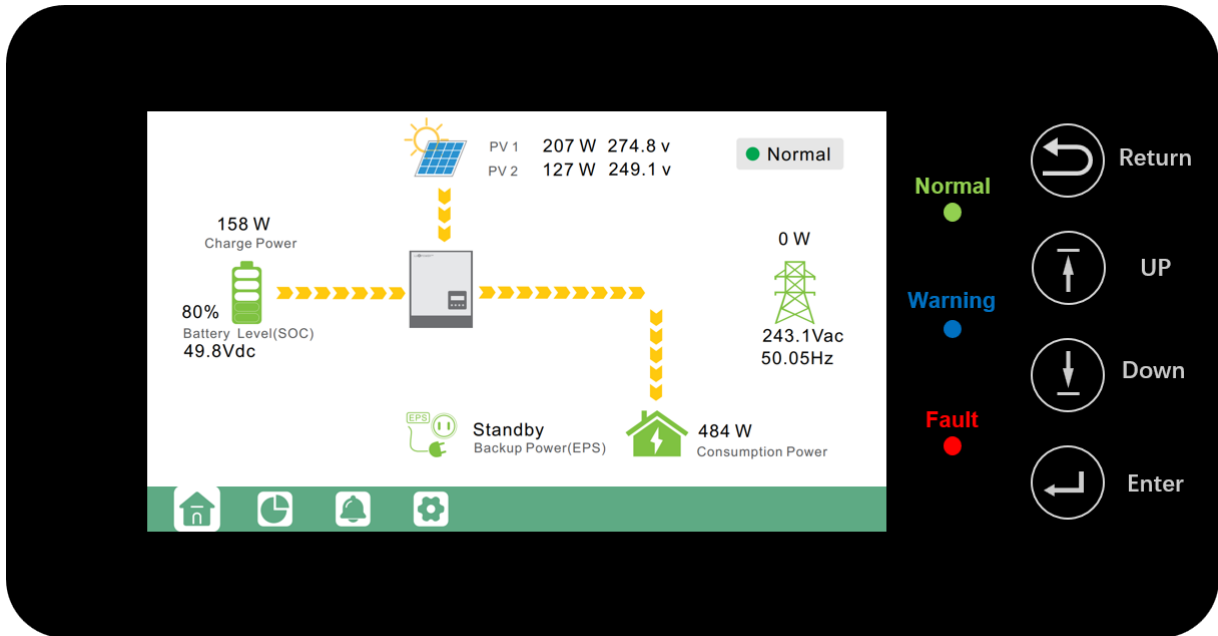 PV 1 207 W 274.8 v
PV 2 127 W 249.1 v
Normal
158 W
Charge Power
80%
Battery Level(SOC)
49.8Vdc
0 W
243.1Vac
50.05Hz
EPS
Standby
Backup Power(EPS)
484 W
Consumption Power
Normal
Warning
Fault
Return
UP
Down
Enter